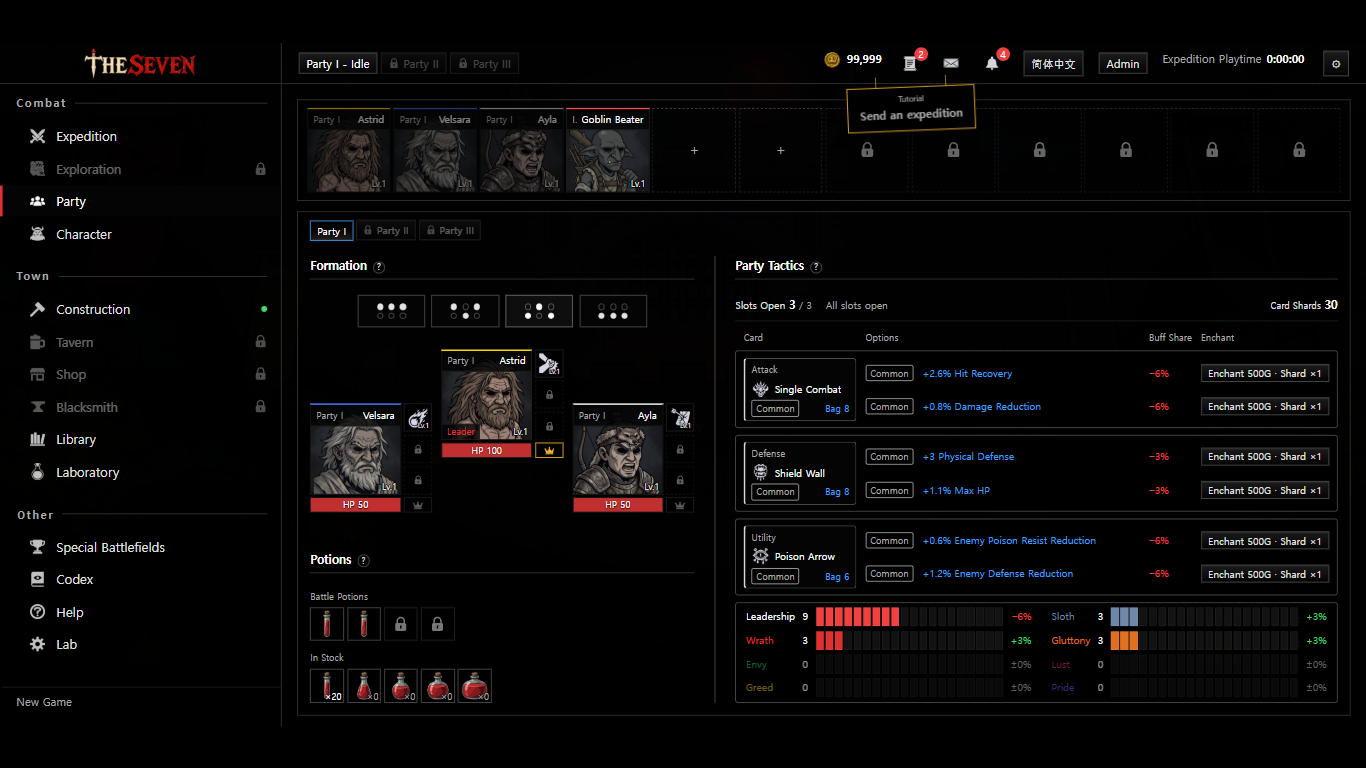 THESEVEN
Party I - Idle
Party II
Party III
99,999
2
4
简体中文
Admin
Expedition Playtime 0:00:00
Tutorial
Send an expedition
Combat
Expedition
Exploration
Party
Character
Town
Construction
Tavern
Shop
Blacksmith
Library
Laboratory
Other
Special Battlefields
Codex
Help
Lab
New Game
Party I Astrid
Lv.1
Party I Velsara
Lv.1
Party I Ayla
Lv.1
I. Goblin Beater
Lv.1
+
+
Party I
Party II
Party III
Formation ?
Party I Astrid
Leader Lv.1
HP 100
Lv.1
Party I Velsara
Lv.1
HP 50
Lv.1
Party I Ayla
Lv.1
HP 50
Lv.1
Potions ?
Battle Potions
In Stock
×20
×0
×0
×0
×0
Party Tactics ?
Slots Open 3 / 3 All slots open
Card Shards 30
Card Options Buff Share Enchant
Attack
Single Combat
Common Bag 8
Common +2.6% Hit Recovery −6% Enchant 500G · Shard ×1
Common +0.8% Damage Reduction −6% Enchant 500G · Shard ×1
Defense
Shield Wall
Common Bag 8
Common +3 Physical Defense −3% Enchant 500G · Shard ×1
Common +1.1% Max HP −3% Enchant 500G · Shard ×1
Utility
Poison Arrow
Common Bag 6
Common +0.6% Enemy Poison Resist Reduction −6% Enchant 500G · Shard ×1
Common +1.2% Enemy Defense Reduction −6% Enchant 500G · Shard ×1
Leadership 9 −6% Sloth 3 +3%
Wrath 3 +3% Gluttony 3 +3%
Envy 0 ±0% Lust 0 ±0%
Greed 0 ±0% Pride 0 ±0%